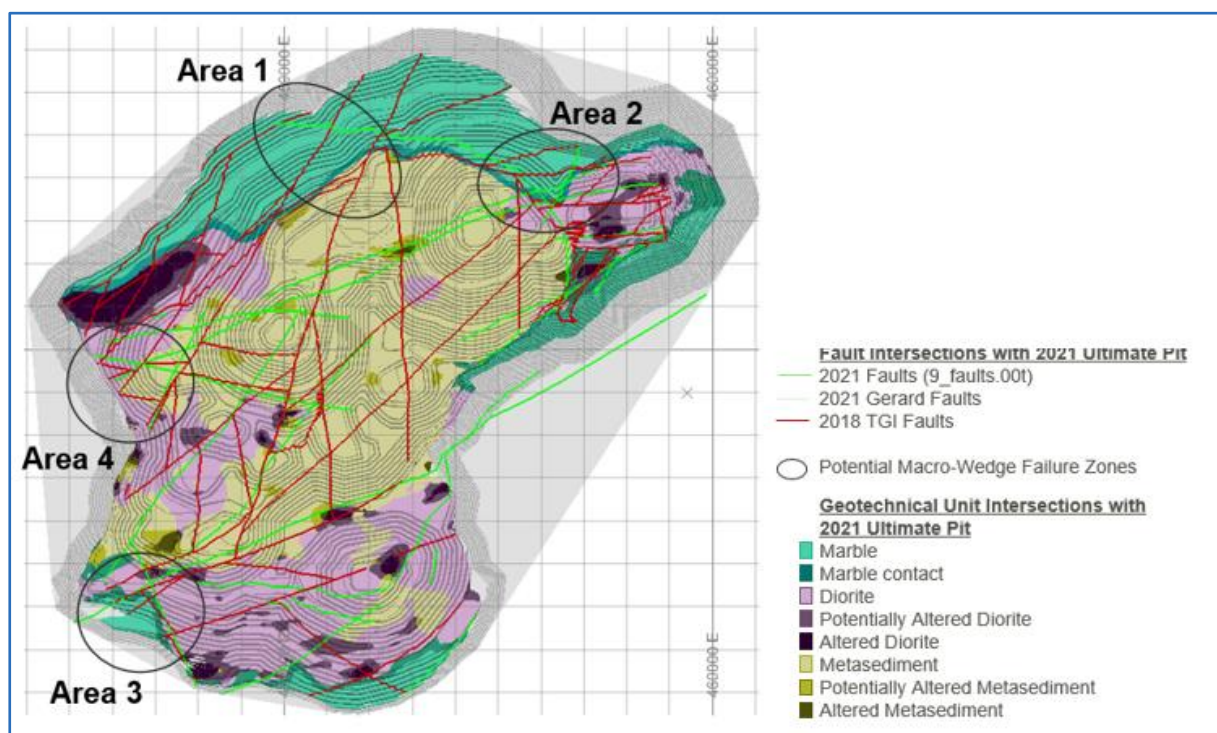 Area 1
460000 E
Area 2
Area 4
Area 3
460000 E
Fault Intersections with 2021 Ultimate Pit
2021 Faults (9_faults.00t)
2021 Gerard Faults
2018 TGI Faults
Potential Macro-Wedge Failure Zones
Geotechnical Unit Intersections with
2021 Ultimate Pit
Marble
Marble contact
Diorite
Potentially Altered Diorite
Altered Diorite
Metasediment
Potentially Altered Metasediment
Altered Metasediment